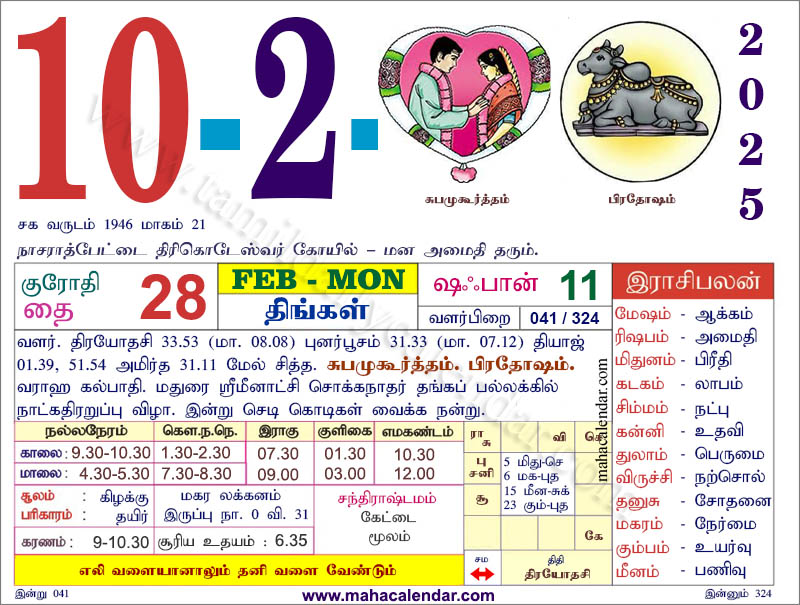 10-2-
2025
சுபமுகூர்த்தம்
பிரதோஷம்
சக வருடம் 1946 மாகம் 21
நாசராத்பேட்டை திரிகொடேஸ்வர் கோயில் – மன அமைதி தரும்.
குரோதி
தை
28
FEB - MON
திங்கள்
ஷஃபான் 11
வளர்பிறை 041 / 324
வளர். திரயோதசி 33.53 (மா. 08.08) புனர்பூசம் 31.33 (மா. 07.12) தியாஜ்
01.39, 51.54 அமிர்த 31.11 மேல் சித்த. சுபமுகூர்த்தம். பிரதோஷம்.
வராஹ கல்பாதி. மதுரை ஸ்ரீமீனாட்சி சொக்கநாதர் தங்கப் பல்லக்கில்
நாட்கதிரறுப்பு விழா. இன்று செடி கொடிகள் வைக்க நன்று.
நல்லநேரம் கௌ.ந.நெ. இராகு குளிகை எமகண்டம்
காலை: 9.30-10.30 1.30-2.30 07.30 01.30 10.30
மாலை: 4.30-5.30 7.30-8.30 09.00 03.00 12.00
சூலம் : கிழக்கு
பரிகாரம் : தயிர்
மகர லக்கனம்
இருப்பு நா. 0 வி. 31
சந்திராஷ்டமம்
கேட்டை
மூலம்
கரணம் : 9-10.30 சூரிய உதயம் : 6.35
எலி வளையானாலும் தனி வளை வேண்டும்
ரா
சு
வி
கெ
பு
சனி
சூ
5 மிது-செ
6 மக-புத
15 மீன-சுக்
23 கும்-புத
கே
சம
திதி
திரயோதசி
இராசிபலன்
மேஷம் - ஆக்கம்
ரிஷபம் - அமைதி
மிதுனம் - பிரீதி
கடகம் - லாபம்
சிம்மம் - நட்பு
கன்னி - உதவி
துலாம் - பெருமை
விருச்சி - நற்சொல்
தனுசு - சோதனை
மகரம் - நேர்மை
கும்பம் - உயர்வு
மீனம் - பணிவு
mahacalendar.com
mahacalendar.com
இன்று 041
www.mahacalendar.com
இன்னும் 324